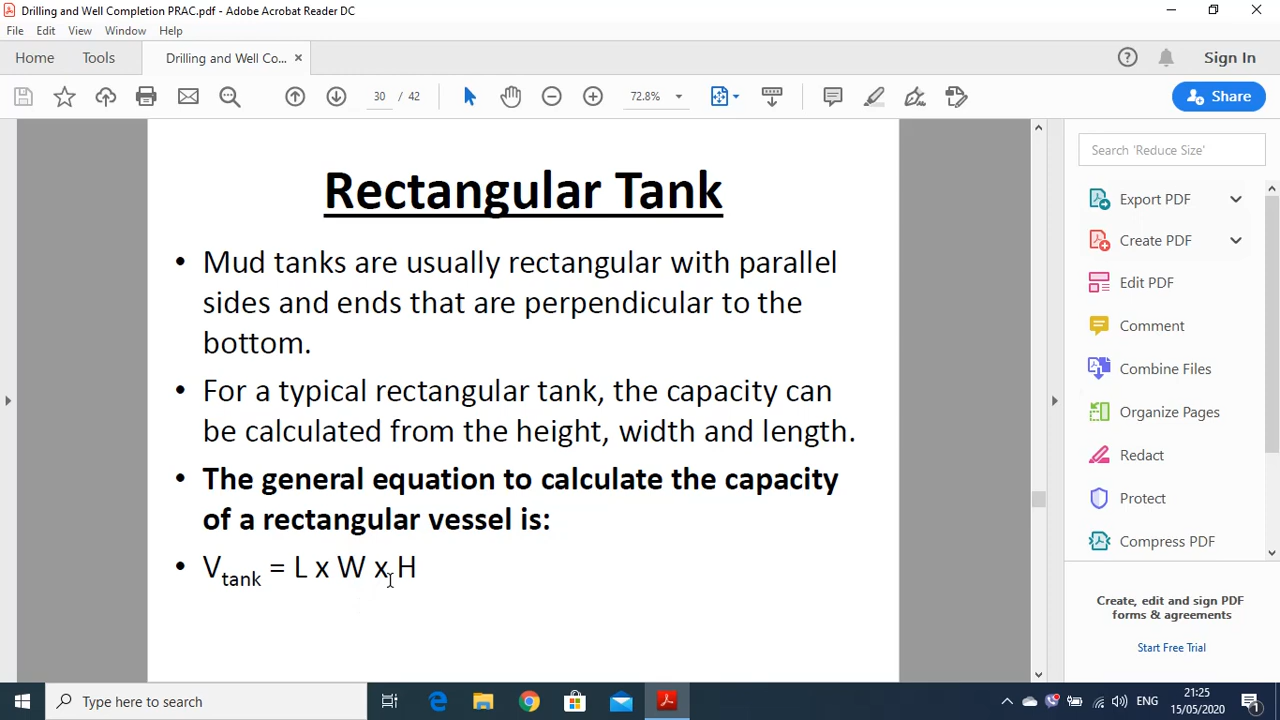 Drilling and Well Completion PRAC.pdf - Adobe Acrobat Reader DC
File Edit View Window Help
Home Tools Drilling and Well Co... ×
Sign In
30 / 42
72.8%
Share
Rectangular Tank
• Mud tanks are usually rectangular with parallel
sides and ends that are perpendicular to the
bottom.
• For a typical rectangular tank, the capacity can
be calculated from the height, width and length.
• The general equation to calculate the capacity
of a rectangular vessel is:
• Vtank = L x W x H
Search 'Reduce Size'
Export PDF
Create PDF
Edit PDF
Comment
Combine Files
Organize Pages
Redact
Protect
Compress PDF
Create, edit and sign PDF
forms & agreements
Start Free Trial
Type here to search
ENG
21:25
15/05/2020
1